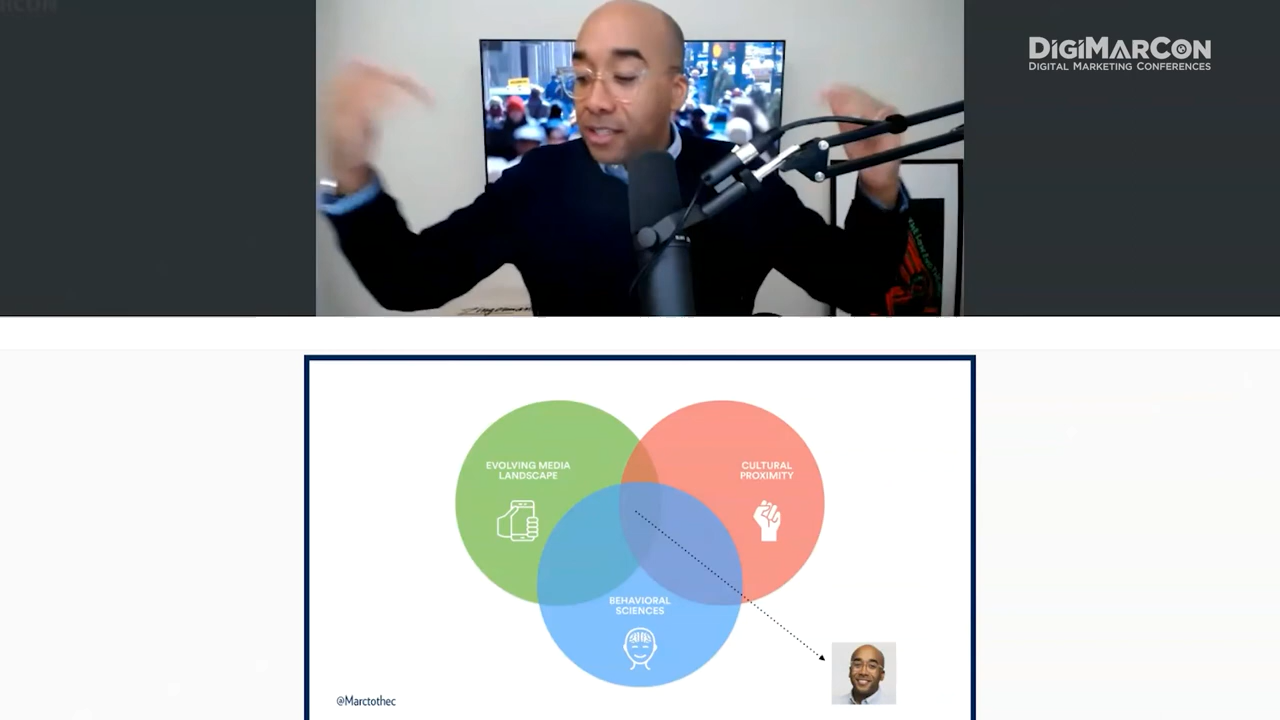 DIGIMARCON
DIGITAL MARKETING CONFERENCES
EVOLVING MEDIA
LANDSCAPE
CULTURAL
PROXIMITY
BEHAVIORAL
SCIENCES
@Marctothec